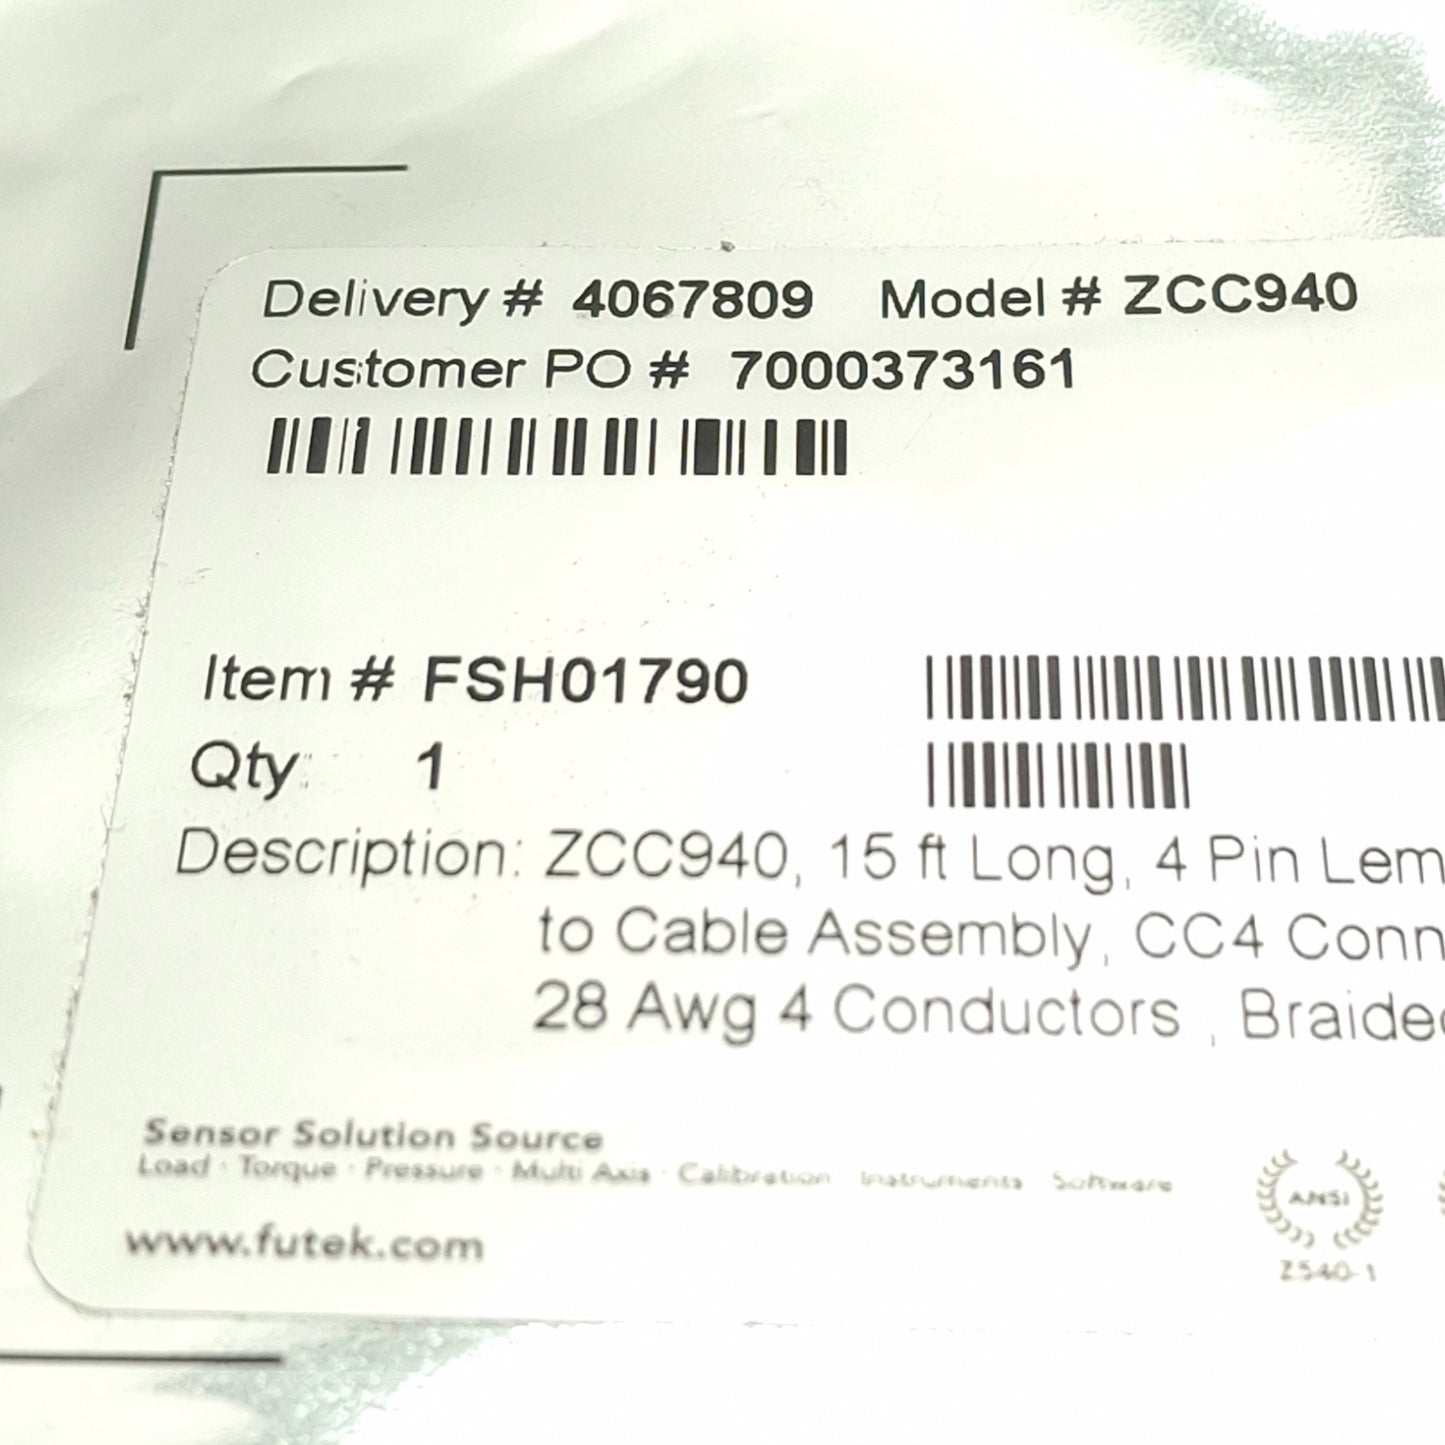 Delivery # 4067809 Model # ZCC940
Customer PO # 7000373161
Item # FSH01790
Qty: 1
Description: ZCC940, 15 ft Long, 4 Pin Lem
to Cable Assembly, CC4 Conn
28 Awg 4 Conductors , Braided
Sensor Solution Source
Load · Torque · Pressure · Multi Axis · Calibration Instruments Software
www.futek.com
ANSI
Z540-1